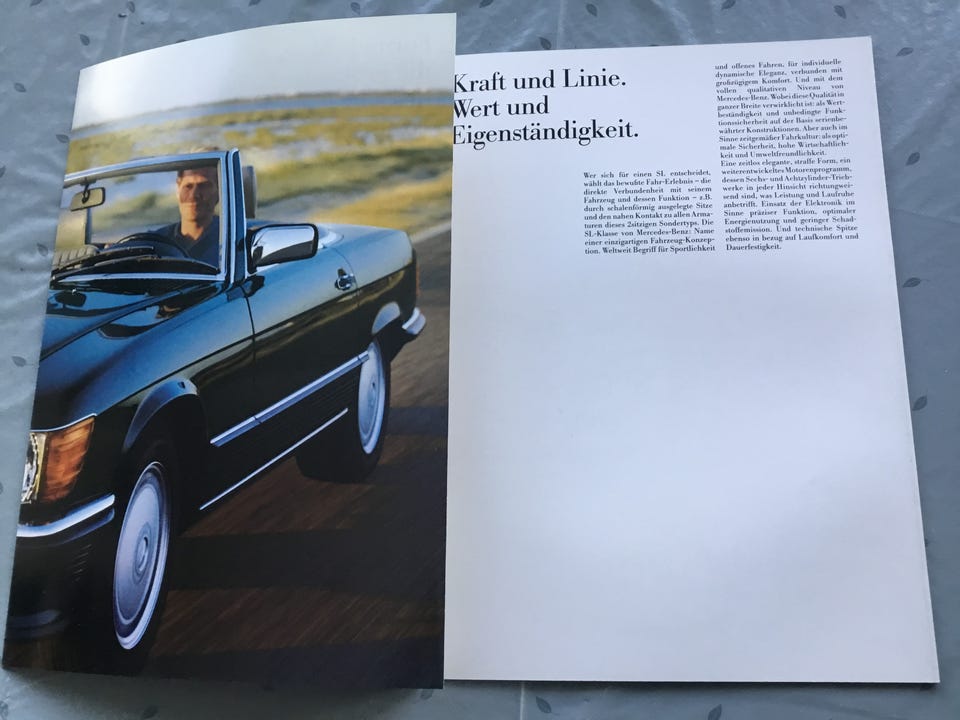 Kraft und Linie.
Wert und
Eigenständigkeit.
Wer sich für einen SL entscheidet,
wählt das bewußte Fahr-Erlebnis – die
direkte Verbundenheit mit seinem
Fahrzeug und dessen Funktion – z.B.
durch schalenförmig ausgelegte Sitze
und den nahen Kontakt zu allen Arma-
turen dieses 2sitzigen Sondertyps. Die
SL-Klasse von Mercedes-Benz: Name
einer einzigartigen Fahrzeug-Konzep-
tion. Weltweit Begriff für Sportlichkeit
und offenes Fahren, für individuelle
dynamische Eleganz, verbunden mit
großzügigem Komfort. Und mit dem
vollen qualitativen Niveau von
Mercedes-Benz. Wobei diese Qualität in
ganzer Breite verwirklicht ist: als Wert-
beständigkeit und unbedingte Funk-
tionssicherheit auf der Basis serienbe-
währter Konstruktionen. Aber auch im
Sinne zeitgemäßer Fahrkultur: als opti-
male Sicherheit, hohe Wirtschaftlich-
keit und Umweltfreundlichkeit.
Eine zeitlos elegante, straffe Form, ein
weiterentwickeltes Motorenprogramm,
dessen Sechs- und Achtzylinder-Trieb-
werke in jeder Hinsicht richtungwei-
send sind, was Leistung und Laufruhe
anbetrifft. Einsatz der Elektronik im
Sinne präziser Funktion, optimaler
Energienutzung und geringer Schad-
stoffemission. Und technische Spitze
ebenso in bezug auf Laufkomfort und
Dauerfestigkeit.